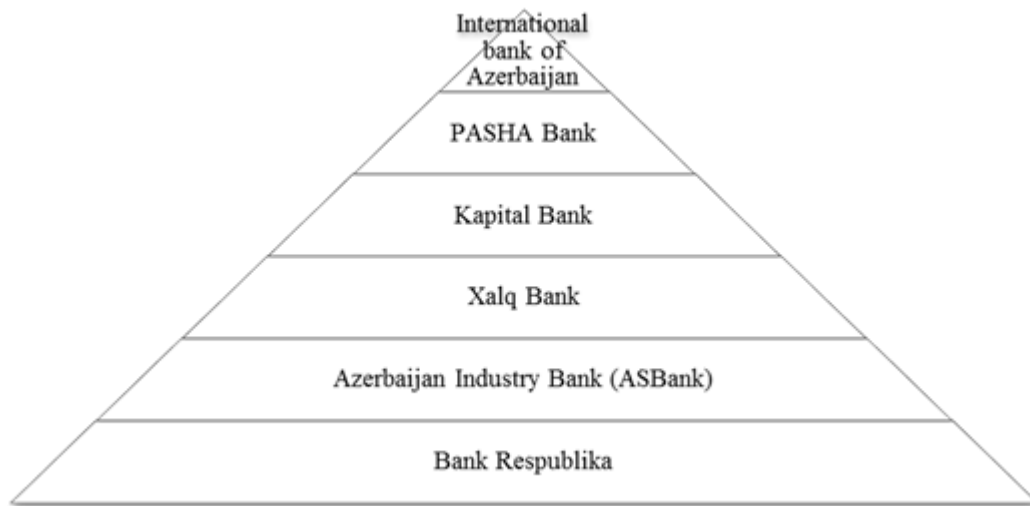 International
bank of
Azerbaijan
PASHA Bank
Kapital Bank
Xalq Bank
Azerbaijan Industry Bank (ASBank)
Bank Respublika